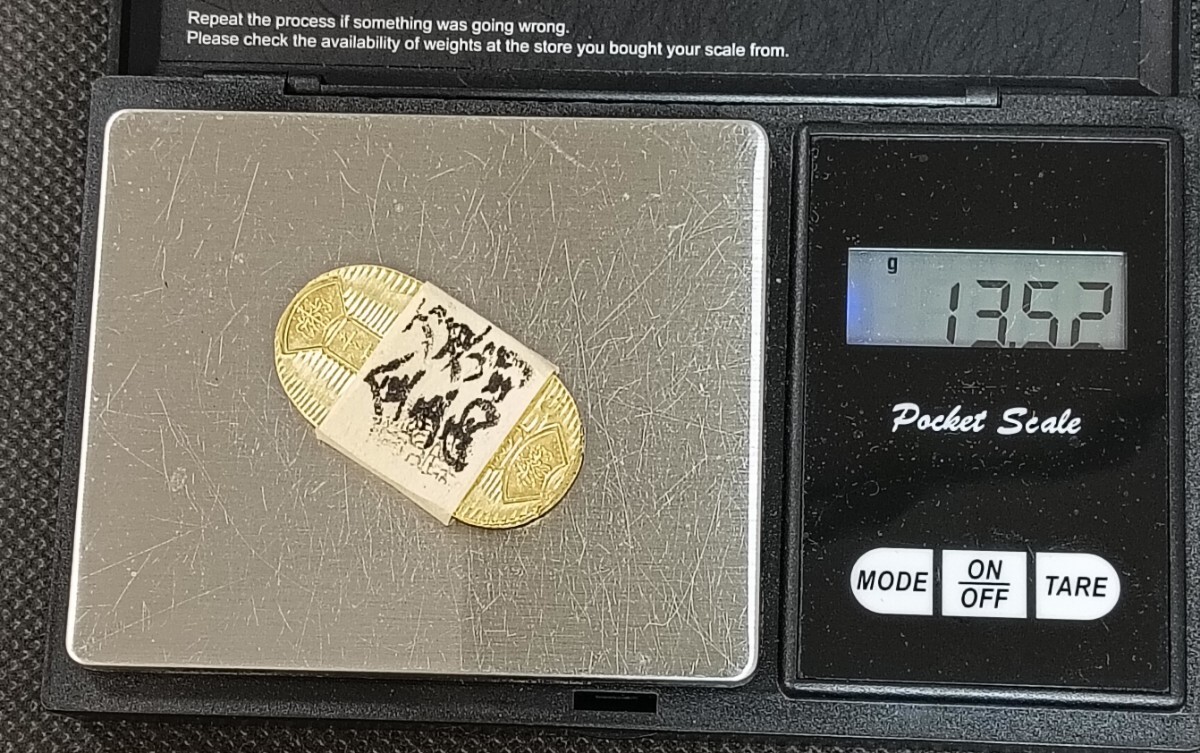 Repeat the process if something was going wrong.
Please check the availability of weights at the store you bought your scale from.
g
13.52
Pocket Scale
MODE
ON
OFF
TARE